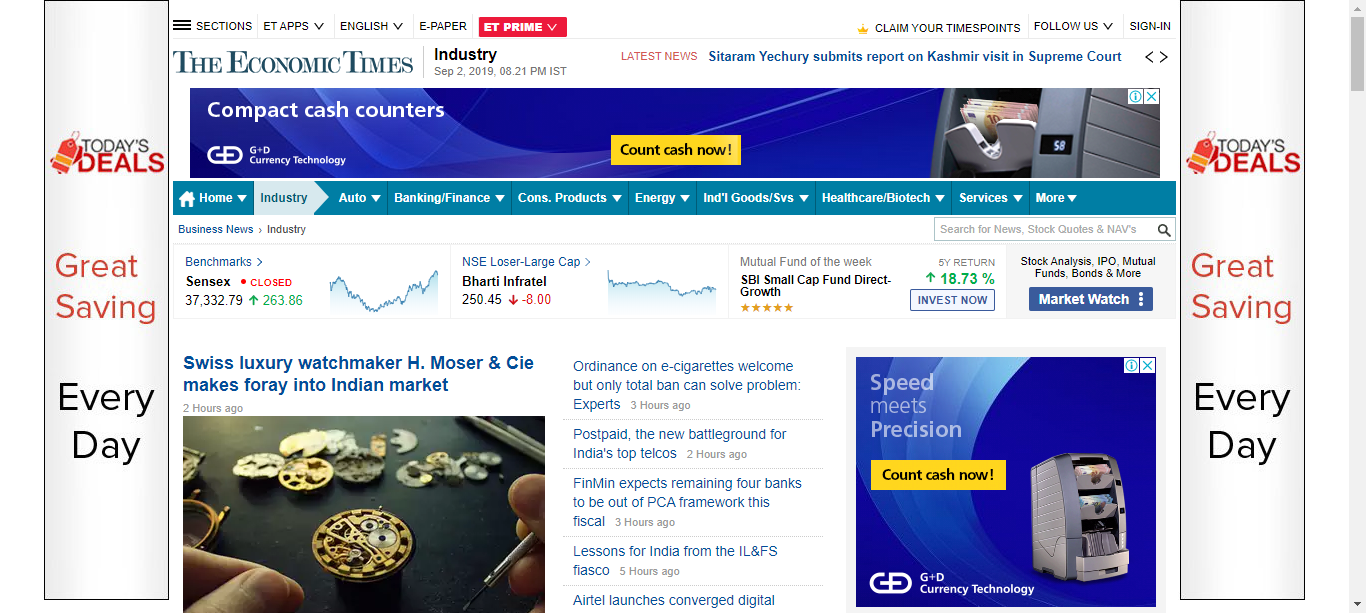 TODAY'S
DEALS
Great
Saving
Every
Day
SECTIONS ET APPS ENGLISH E-PAPER ET PRIME CLAIM YOUR TIMESPOINTS FOLLOW US SIGN-IN
THE ECONOMIC TIMES
Industry
Sep 2, 2019, 08.21 PM IST
LATEST NEWS Sitaram Yechury submits report on Kashmir visit in Supreme Court
Compact cash counters
G+D
Currency Technology
Count cash now!
58
Home Industry Auto Banking/Finance Cons. Products Energy Ind'l Goods/Svs Healthcare/Biotech Services More
Business News › Industry
Search for News, Stock Quotes & NAV's
Benchmarks
Sensex CLOSED
37,332.79 263.86
NSE Loser-Large Cap
Bharti Infratel
250.45 -8.00
Mutual Fund of the week
SBI Small Cap Fund Direct-
Growth
★★★★★
5Y RETURN
18.73 %
INVEST NOW
Stock Analysis, IPO, Mutual
Funds, Bonds & More
Market Watch
Swiss luxury watchmaker H. Moser & Cie
makes foray into Indian market
2 Hours ago
Ordinance on e-cigarettes welcome
but only total ban can solve problem:
Experts 3 Hours ago
Postpaid, the new battleground for
India's top telcos 2 Hours ago
FinMin expects remaining four banks
to be out of PCA framework this
fiscal 3 Hours ago
Lessons for India from the IL&FS
fiasco 5 Hours ago
Airtel launches converged digital
Speed
meets
Precision
Count cash now!
G+D
Currency Technology
TODAY'S
DEALS
Great
Saving
Every
Day